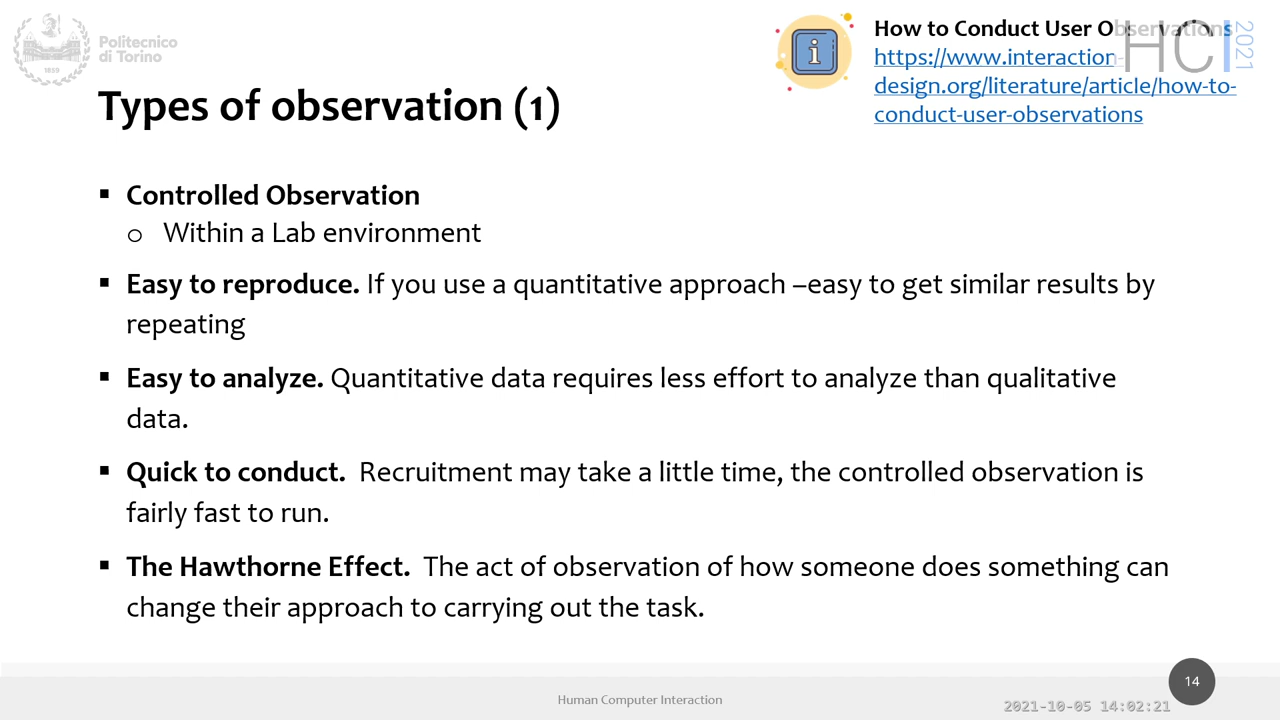 Politecnico
di Torino
1859
How to Conduct User Observations
https://www.interaction-
design.org/literature/article/how-to-
conduct-user-observations
HCI
2021
Types of observation (1)
▪ Controlled Observation
o Within a Lab environment
▪ Easy to reproduce. If you use a quantitative approach –easy to get similar results by
repeating
▪ Easy to analyze. Quantitative data requires less effort to analyze than qualitative
data.
▪ Quick to conduct. Recruitment may take a little time, the controlled observation is
fairly fast to run.
▪ The Hawthorne Effect. The act of observation of how someone does something can
change their approach to carrying out the task.
14
Human Computer Interaction
2021-10-05 14:02:21